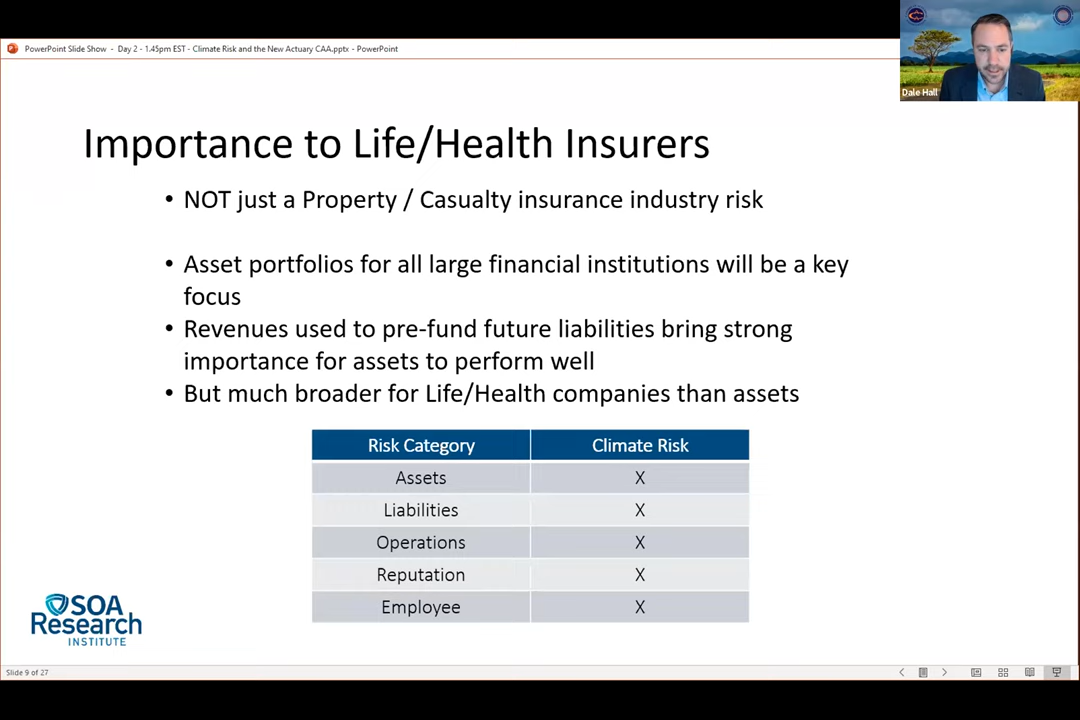 PowerPoint Slide Show - Day 2 - 1.45pm EST - Climate Risk and the New Actuary CAA.pptx - PowerPoint
Dale Hall
Importance to Life/Health Insurers
• NOT just a Property / Casualty insurance industry risk
• Asset portfolios for all large financial institutions will be a key
focus
• Revenues used to pre-fund future liabilities bring strong
importance for assets to perform well
• But much broader for Life/Health companies than assets
Risk Category Climate Risk
Assets X
Liabilities X
Operations X
Reputation X
Employee X
SOA
Research
INSTITUTE
Slide 9 of 27